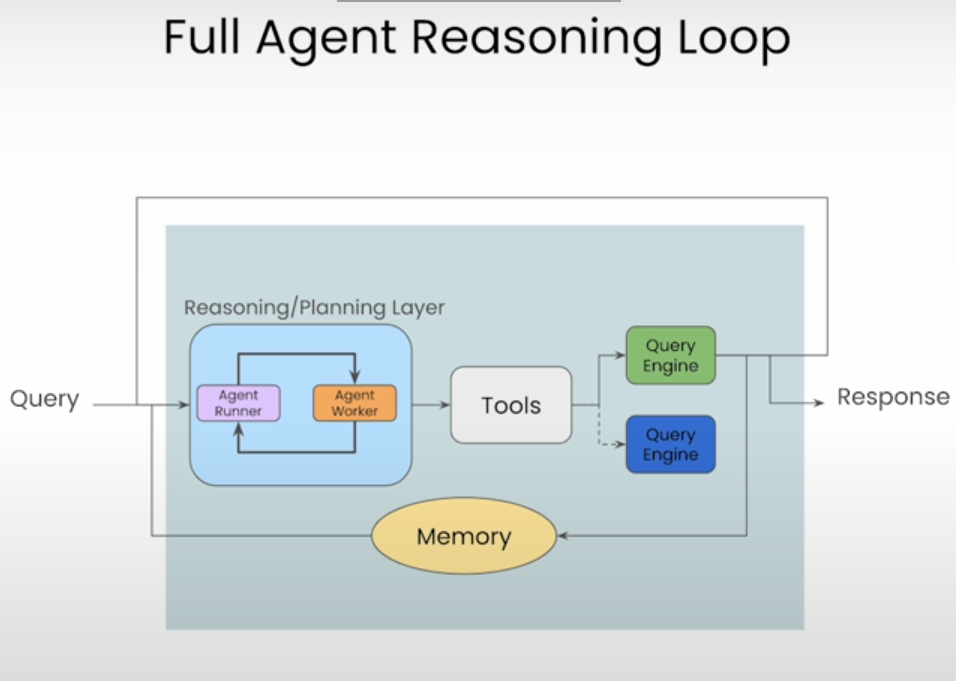 Full Agent Reasoning Loop
Reasoning/Planning Layer
Query
Agent
Runner
Agent
Worker
Tools
Query
Engine
Query
Engine
Response
Memory